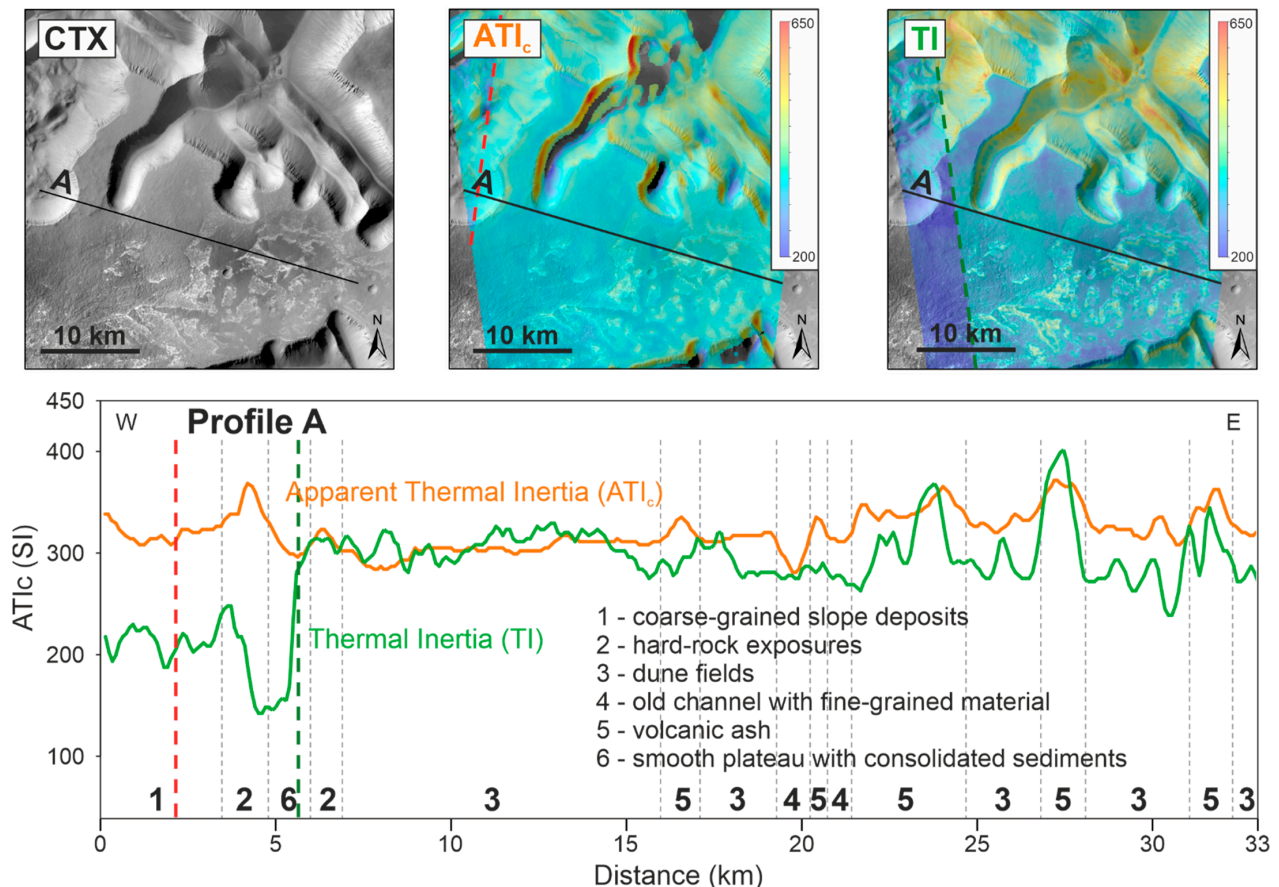 CTX
A
10 km
N
ATIc
650
A
200
10 km
N
TI
650
A
200
10 km
N
450
W
Profile A
E
400
Apparent Thermal Inertia (ATIc)
300
Thermal Inertia (TI)
200
100
ATIc (SI)
1 - coarse-grained slope deposits
2 - hard-rock exposures
3 - dune fields
4 - old channel with fine-grained material
5 - volcanic ash
6 - smooth plateau with consolidated sediments
1 2 6 2 3 5 3 4 5 4 5 3 5 3 5 3
0 5 10 15 20 25 30 33
Distance (km)